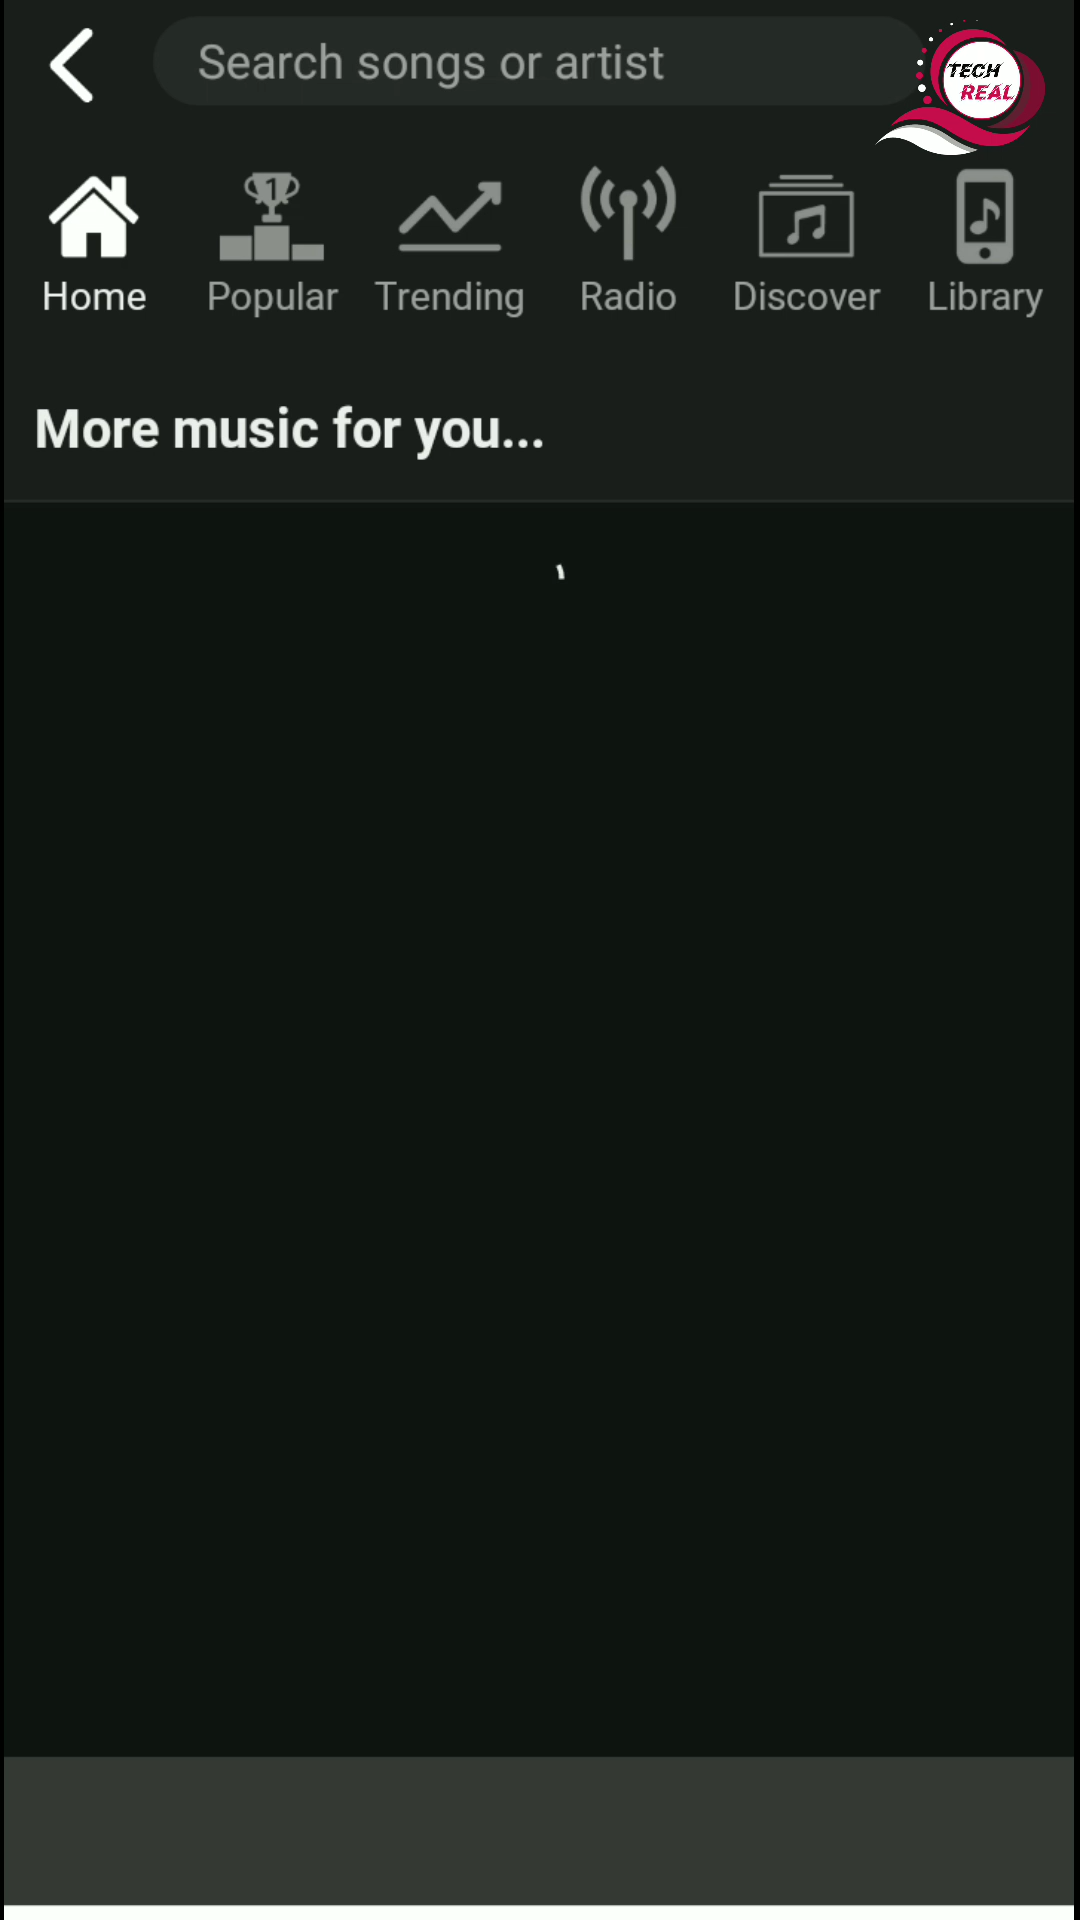 Search songs or artist
TECH
REAL
1
Home
Popular
Trending
Radio
Discover
Library
More music for you...